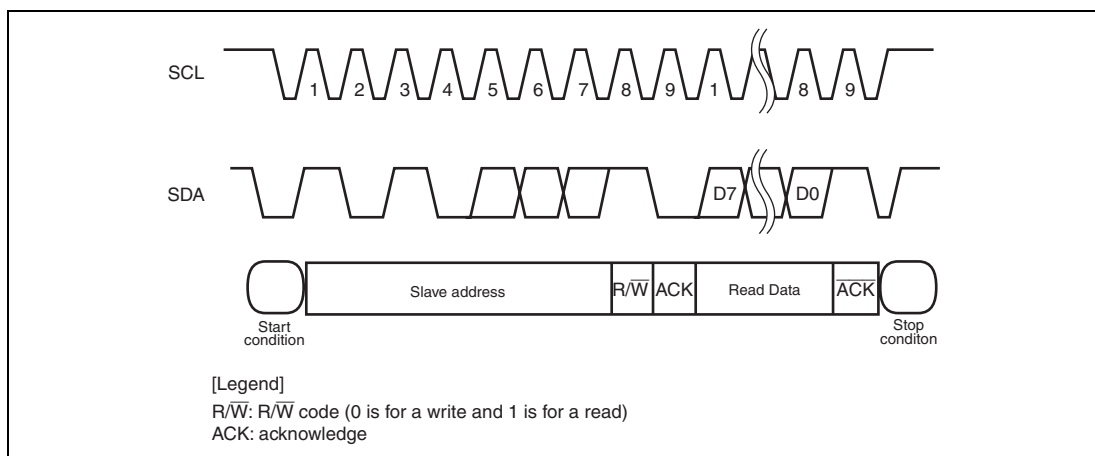 SCL
1 2 3 4 5 6 7 8 9 1 8 9
SDA
D7 D0
Slave address R/W̅ ACK Read Data A̅C̅K̅
Start
condition
Stop
conditon
[Legend]
R/W̅: R/W̅ code (0 is for a write and 1 is for a read)
ACK: acknowledge